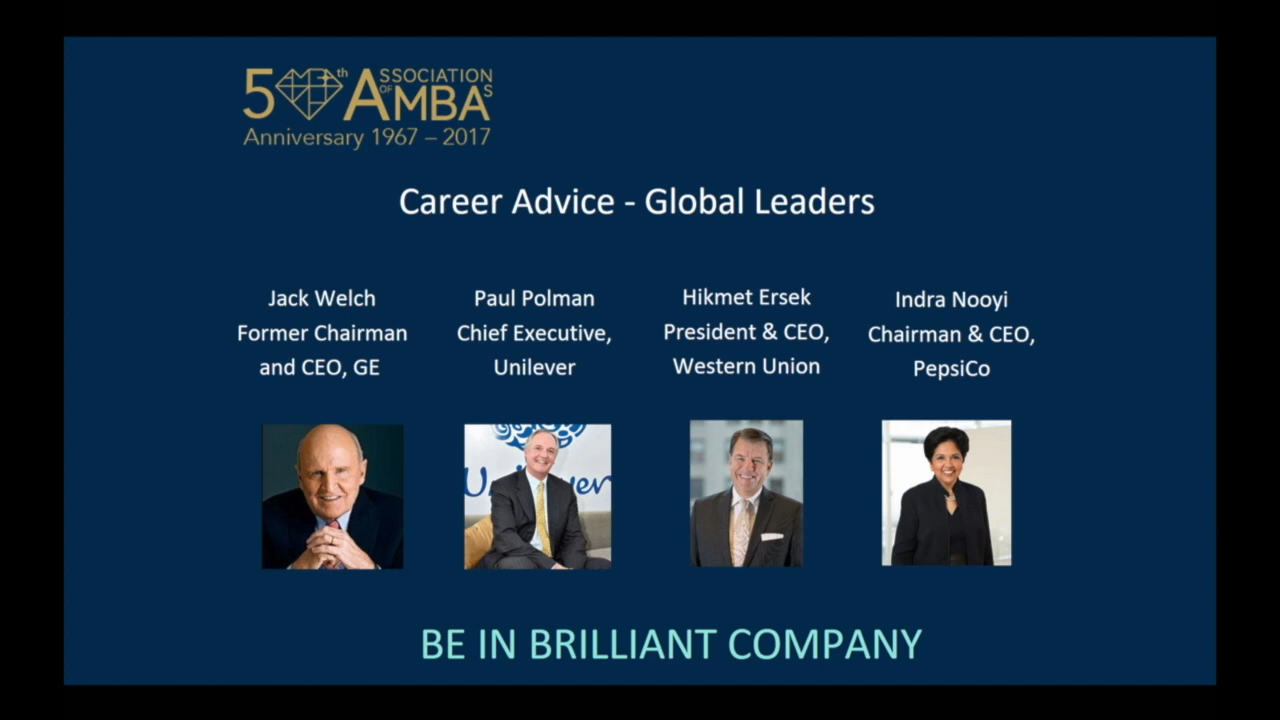 50th ASSOCIATION OF MBAs
Anniversary 1967 – 2017
Career Advice - Global Leaders
Jack Welch
Former Chairman
and CEO, GE
Paul Polman
Chief Executive,
Unilever
Hikmet Ersek
President & CEO,
Western Union
Indra Nooyi
Chairman & CEO,
PepsiCo
BE IN BRILLIANT COMPANY